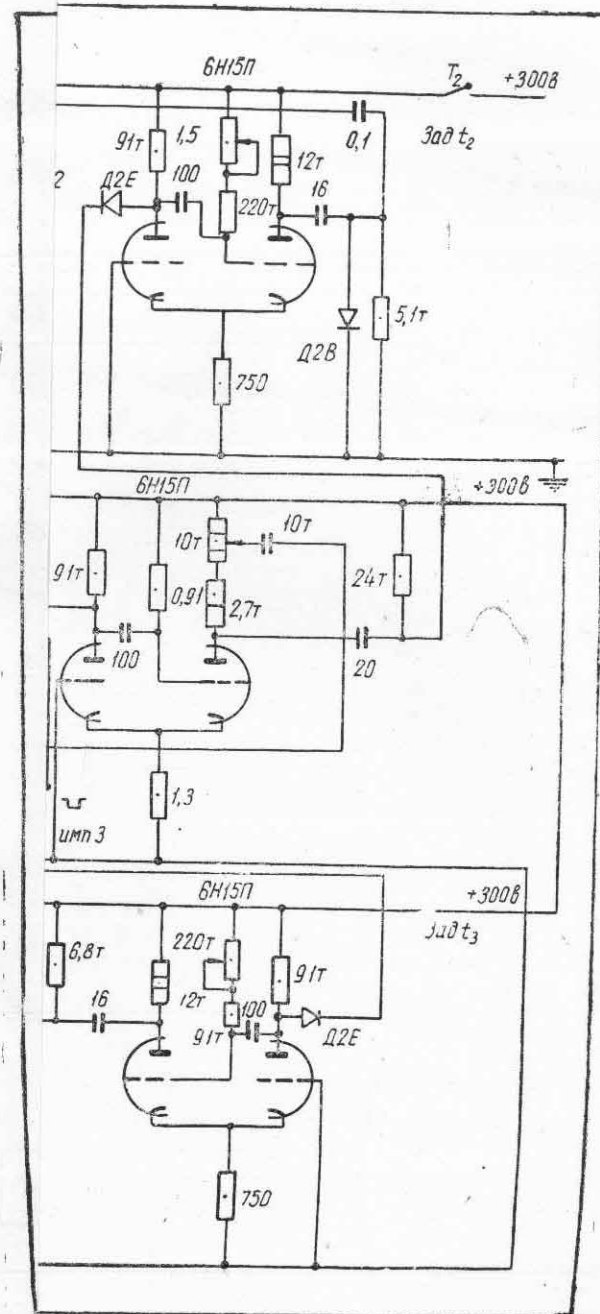 6Н15П
T₂
+300В
91т
1,5
12т
0,1
Зад t₂
2
Д2Е
100
220т
16
5,1т
Д2В
750
6Н15П
+300В
91т
0,91
10т
10т
24т
2,7т
100
20
1,3
имп 3
6Н15П
+300В
Зад t₃
6,8т
220т
91т
16
12т
100
91т
Д2Е
750